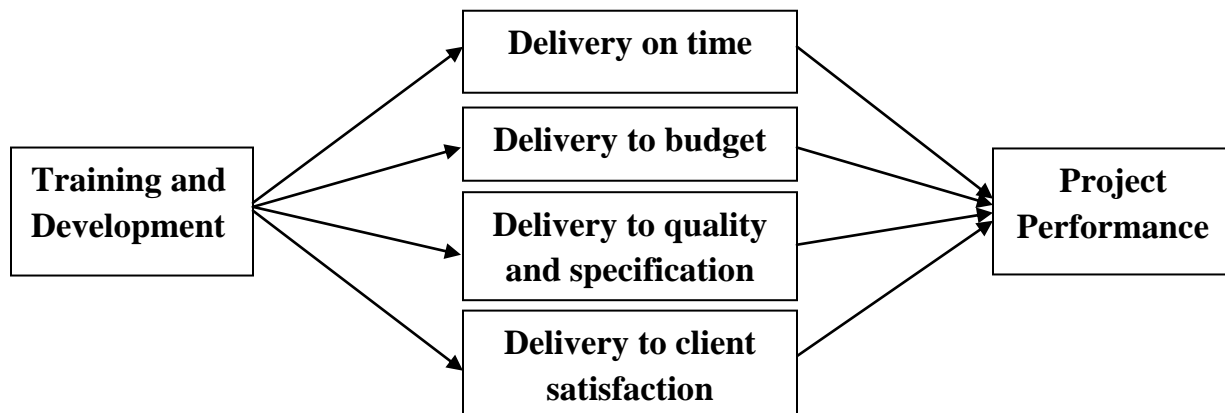 Delivery on time
Delivery to budget
Training and
Development
Delivery to quality
and specification
Delivery to client
satisfaction
Project
Performance